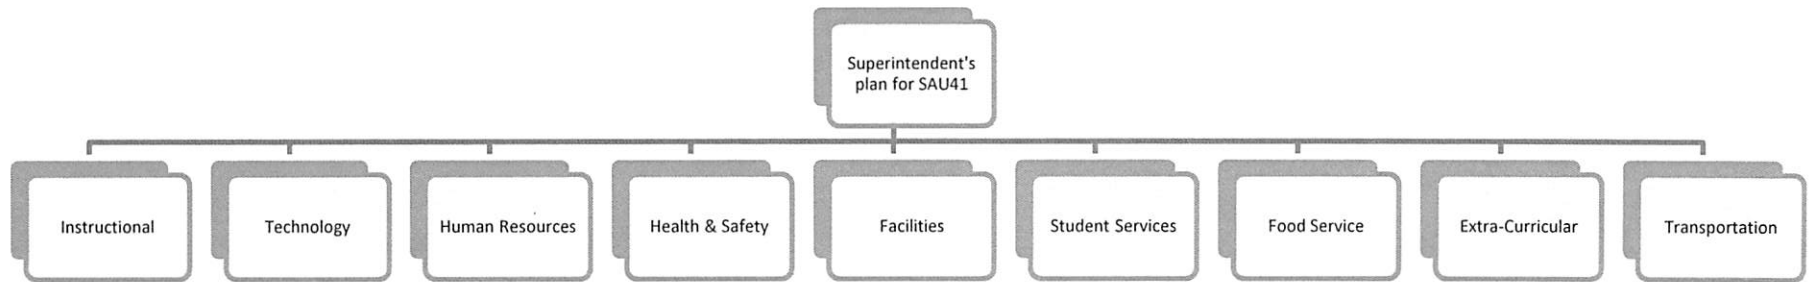 Superintendent's
plan for SAU41
Instructional
Technology
Human Resources
Health & Safety
Facilities
Student Services
Food Service
Extra-Curricular
Transportation